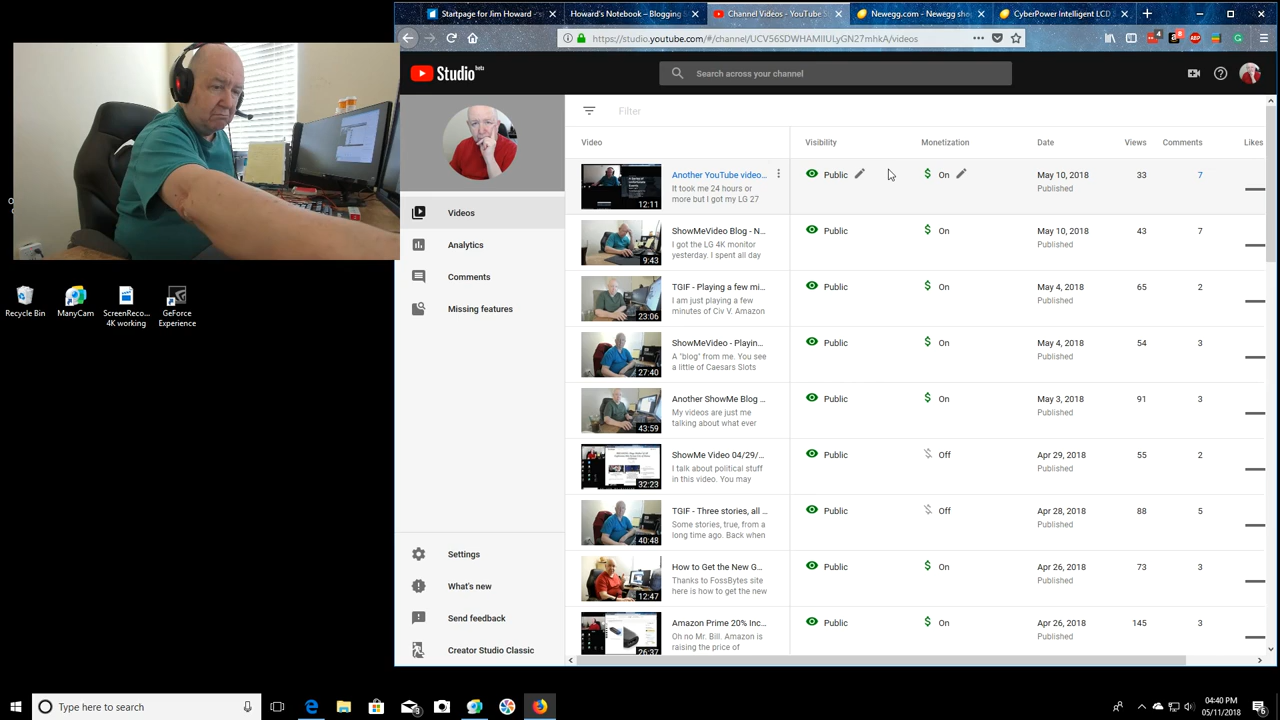 Startpage for Jim Howard - s
Howard's Notebook – Blogging
Channel Videos - YouTube
Newegg.com - Newegg sho
CyberPower Intelligent LCD
https://studio.youtube.com/#/channel/UCV56SDWHAMIIULyGN27mhkA/videos
4
8
ABP
G
Studio beta
Search across your channel
Filter
Video Visibility Monetization Date Views Comments Likes
Videos
Analytics
Comments
Missing features
Settings
What's new
Send feedback
Creator Studio Classic
Another YouTube video... Public On May 10, 2018 33 7
It took me 24 hours or Published
more but I got my LG 27
12:11
ShowMeVideo Blog - N... Public On May 10, 2018 43 7
I got the LG 4K monitor Published
yesterday. I spent all day
9:43
TGIF - Playing a few mi... Public On May 4, 2018 65 2
I am just playing a few Published
minutes of Civ V. Amazon
23:06
ShowMeVideo - Playin... Public On May 4, 2018 54 3
A "blog" from me. You see Published
a little of Caesars Slots
27:40
Another ShowMe Blog ... Public On May 3, 2018 91 3
My videos are just me Published
talking about what ever
43:59
ShowMe Video 04/29/... Public Off Apr 29, 2018 55 2
I talk about political stuff Published
in this video. You may
32:23
TGIF - Three stories, all ... Public Off Apr 28, 2018 88 5
Some stories, true, from a Published
long time ago. Back when
40:48
How to Get the New G... Public On Apr 26, 2018 73 3
Thanks to FossBytes site Published
here is how to get the new
12:47
Amazon Prime 20% Inc... Public On Apr 26, 2018 145 3
Oh no Mr. Bill. Amazon is Published
raising the price of
26:37
Recycle Bin
ManyCam
ScreenReco...
4K working
GeForce
Experience
Type here to search
3
04:40 PM
05/11/2018
6